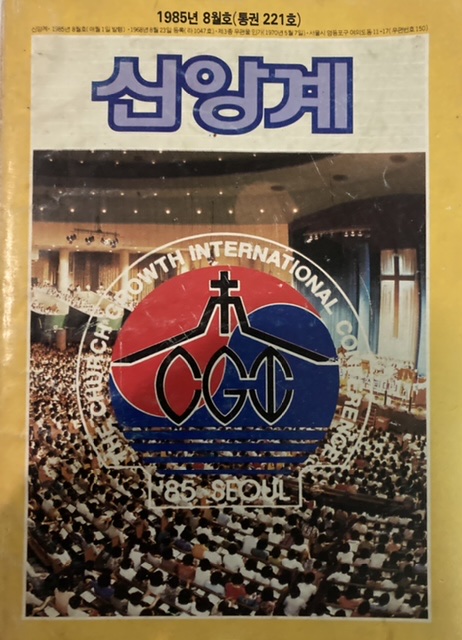 1985년 8월호(통권 221호)
신앙계
CHURCH GROWTH INTERNATIONAL CONFERENCE
CGI
'85 SEOUL